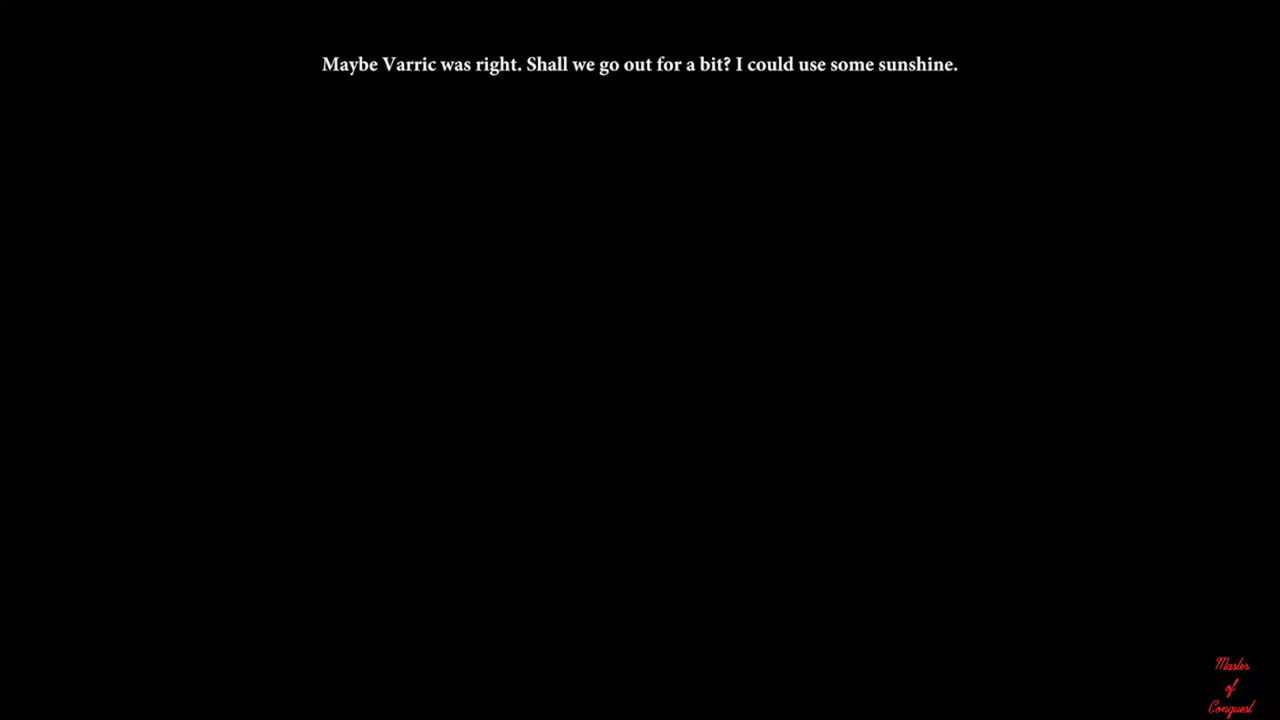 Maybe Varric was right. Shall we go out for a bit? I could use some sunshine.
Master
of
Conquest